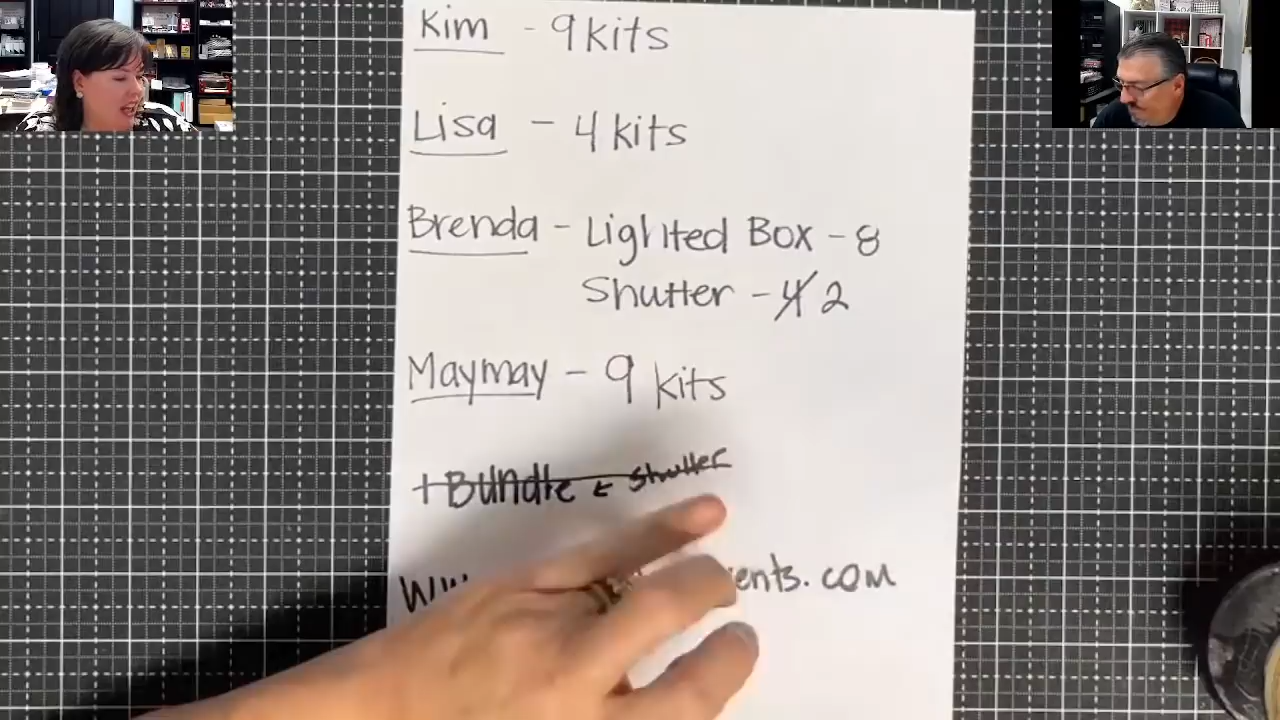 Kim - 9 kits
Lisa - 4 kits
Brenda - Lighted Box - 8
Shutter - 4 2
Maymay - 9 kits
+ Bundle & shutter
ents.com